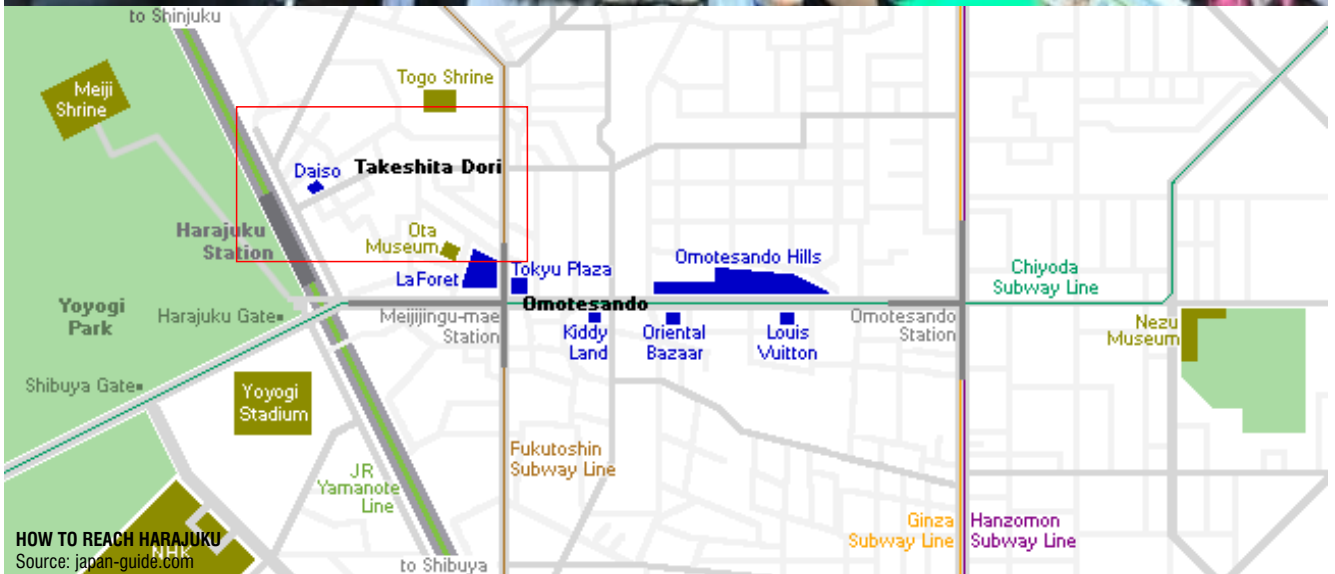 to Shinjuku
Meiji
Shrine
Togo Shrine
Daiso
Takeshita Dori
Harajuku
Station
Ota
Museum
LaForet
Tokyu Plaza
Omotesando Hills
Chiyoda
Subway Line
Yoyogi
Park
Harajuku Gate
Meijijingu-mae
Station
Omotesando
Kiddy
Land
Oriental
Bazaar
Louis
Vuitton
Omotesando
Station
Nezu
Museum
Shibuya Gate
Yoyogi
Stadium
JR
Yamanote
Line
Fukutoshin
Subway Line
Ginza
Subway Line
Hanzomon
Subway Line
NHK
HOW TO REACH HARAJUKU
Source: japan-guide.com
to Shibuya